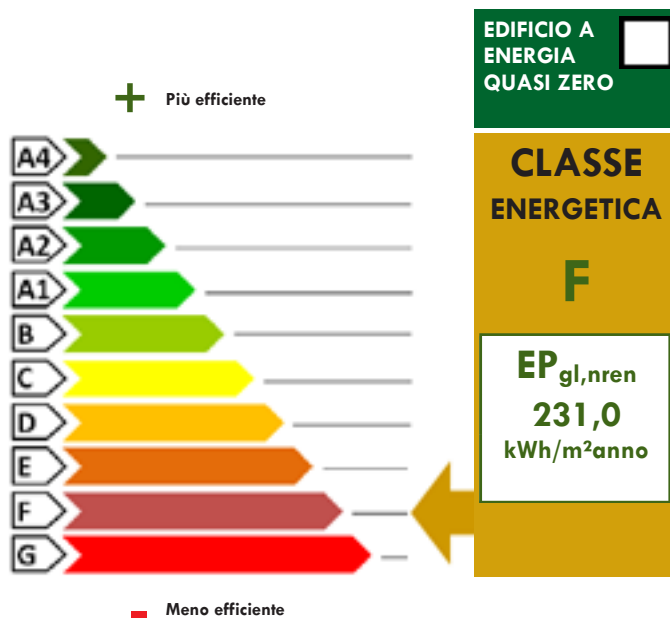 EDIFICIO A
ENERGIA
QUASI ZERO
+ Più efficiente
A4
A3
A2
A1
B
C
D
E
F
G
- Meno efficiente
CLASSE
ENERGETICA
F
EPgl,nren
231,0
kWh/m²anno